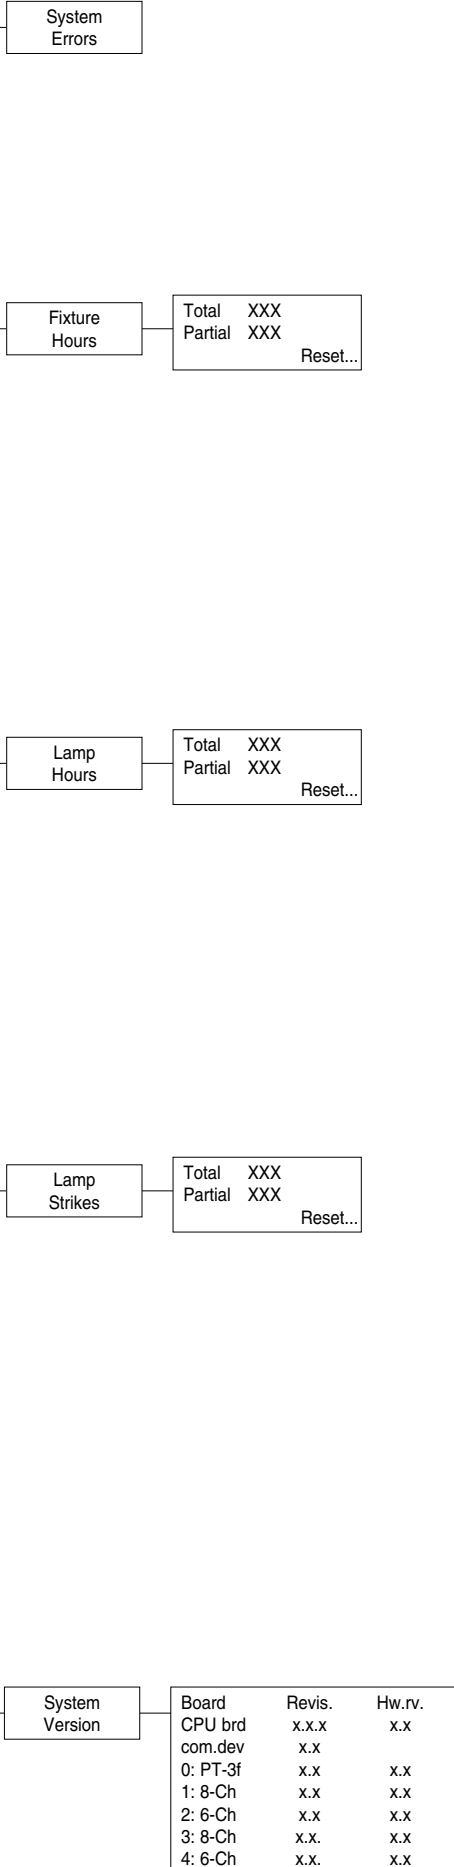 System
Errors
Fixture
Hours
Total XXX
Partial XXX
Reset...
Lamp
Hours
Total XXX
Partial XXX
Reset...
Lamp
Strikes
Total XXX
Partial XXX
Reset...
System
Version
Board Revis. Hw.rv.
CPU brd x.x.x x.x
com.dev x.x
0: PT-3f x.x x.x
1: 8-Ch x.x x.x
2: 6-Ch x.x x.x
3: 8-Ch x.x. x.x
4: 6-Ch x.x. x.x